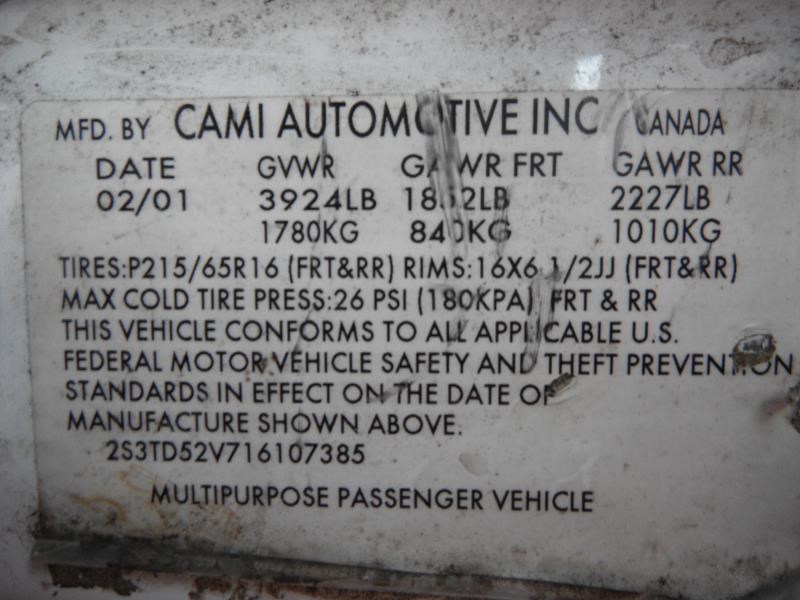 MFD. BY CAMI AUTOMOTIVE INC CANADA
DATE GVWR GAWR FRT GAWR RR
02/01 3924LB 1852LB 2227LB
1780KG 840KG 1010KG
TIRES:P215/65R16 (FRT&RR) RIMS:16X6 1/2JJ (FRT&RR)
MAX COLD TIRE PRESS:26 PSI (180KPA) FRT & RR
THIS VEHICLE CONFORMS TO ALL APPLICABLE U.S.
FEDERAL MOTOR VEHICLE SAFETY AND THEFT PREVENTION
STANDARDS IN EFFECT ON THE DATE OF
MANUFACTURE SHOWN ABOVE.
2S3TD52V716107385
MULTIPURPOSE PASSENGER VEHICLE